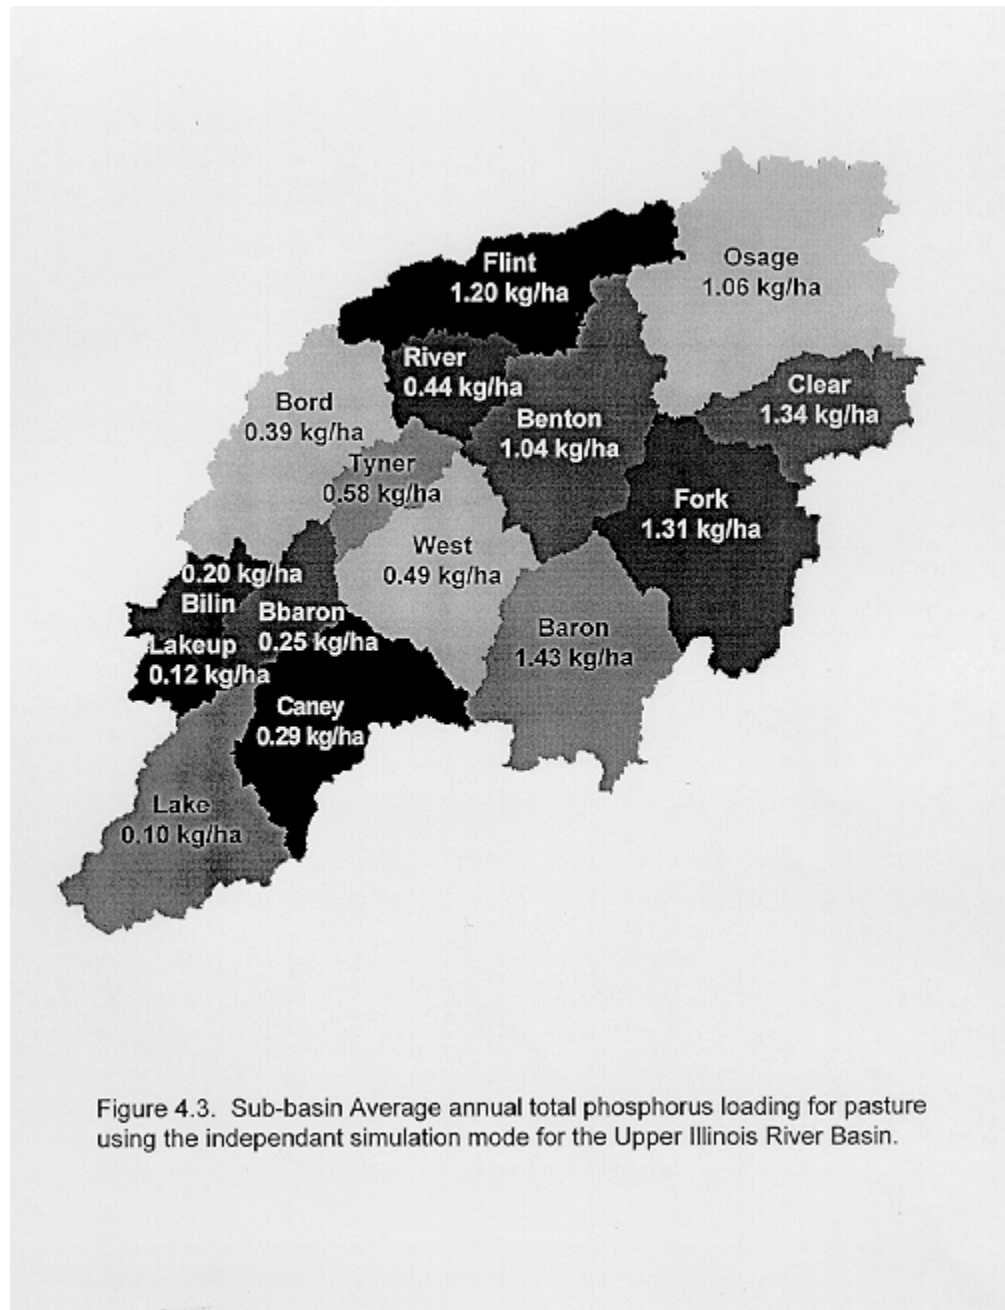 Flint
1.20 kg/ha
Osage
1.06 kg/ha
River
0.44 kg/ha
Clear
1.34 kg/ha
Bord
0.39 kg/ha
Benton
1.04 kg/ha
Tyner
0.58 kg/ha
Fork
1.31 kg/ha
West
0.49 kg/ha
0.20 kg/ha
Bilin
Bbaron
0.25 kg/ha
Baron
1.43 kg/ha
Lakeup
0.12 kg/ha
Caney
0.29 kg/ha
Lake
0.10 kg/ha
Figure 4.3. Sub-basin Average annual total phosphorus loading for pasture
using the independant simulation mode for the Upper Illinois River Basin.